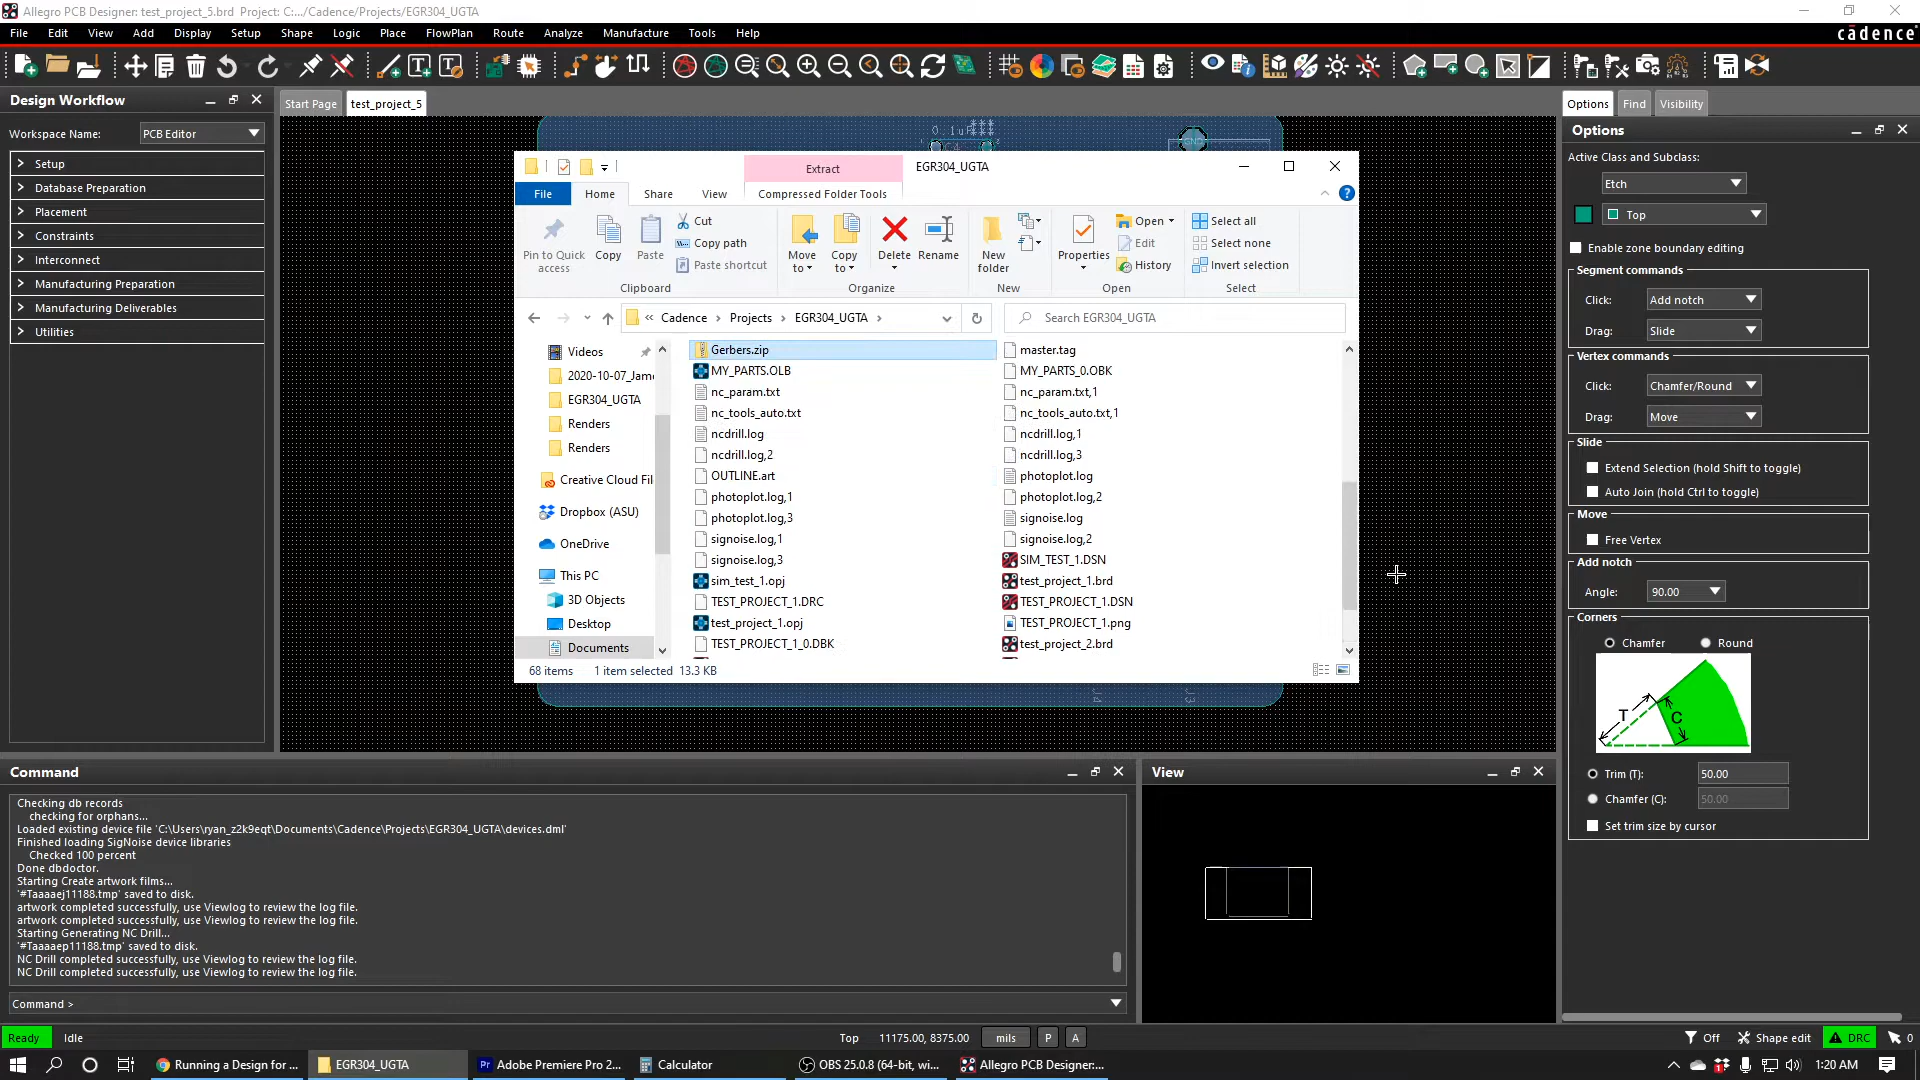 Allegro PCB Designer: test_project_5.brd  Project: C:.../Cadence/Projects/EGR304_UGTA
File Edit View Add Display Setup Shape Logic Place FlowPlan Route Analyze Manufacture Tools Help
cadence
Design Workflow
Workspace Name: PCB Editor
Setup
Database Preparation
Placement
Constraints
Interconnect
Manufacturing Preparation
Manufacturing Deliverables
Utilities
Start Page test_project_5
0.1uF
GND
Extract EGR304_UGTA
File Home Share View Compressed Folder Tools
Pin to Quick access
Copy
Paste
Cut
Copy path
Paste shortcut
Move to
Copy to
Delete
Rename
New folder
Properties
Open
Edit
History
Select all
Select none
Invert selection
Clipboard Organize New Open Select
« Cadence > Projects > EGR304_UGTA >
Search EGR304_UGTA
Videos
2020-10-07_Jam
EGR304_UGTA
Renders
Renders
Creative Cloud Fil
Dropbox (ASU)
OneDrive
This PC
3D Objects
Desktop
Documents
Gerbers.zip
master.tag
MY_PARTS.OLB
MY_PARTS_0.OBK
nc_param.txt
nc_param.txt,1
nc_tools_auto.txt
nc_tools_auto.txt,1
ncdrill.log
ncdrill.log,1
ncdrill.log,2
ncdrill.log,3
OUTLINE.art
photoplot.log
photoplot.log,1
photoplot.log,2
photoplot.log,3
signoise.log
signoise.log,1
signoise.log,2
signoise.log,3
SIM_TEST_1.DSN
sim_test_1.opj
test_project_1.brd
TEST_PROJECT_1.DRC
TEST_PROJECT_1.DSN
test_project_1.opj
TEST_PROJECT_1.png
TEST_PROJECT_1_0.DBK
test_project_2.brd
68 items 1 item selected 13.3 KB
Options Find Visibility
Options
Active Class and Subclass:
Etch
Top
Enable zone boundary editing
Segment commands
Click: Add notch
Drag: Slide
Vertex commands
Click: Chamfer/Round
Drag: Move
Slide
Extend Selection (hold Shift to toggle)
Auto Join (hold Ctrl to toggle)
Move
Free Vertex
Add notch
Angle: 90.00
Corners
Chamfer Round
T
C
Trim (T): 50.00
Chamfer (C): 50.00
Set trim size by cursor
Command
Checking db records
checking for orphans...
Loaded existing device file 'C:\Users\ryan_z2k9eqt\Documents\Cadence\Projects\EGR304_UGTA\devices.dml'
Finished loading SigNoise device libraries
Checked 100 percent
Done dbdoctor.
Starting Create artwork films...
'#Taaaaej11188.tmp' saved to disk.
artwork completed successfully, use Viewlog to review the log file.
artwork completed successfully, use Viewlog to review the log file.
Starting Generating NC Drill...
'#Taaaaep11188.tmp' saved to disk.
NC Drill completed successfully, use Viewlog to review the log file.
NC Drill completed successfully, use Viewlog to review the log file.
Command >
View
Ready Idle Top 11175.00, 8375.00 mils P A Off Shape edit DRC 0
Running a Design for ... EGR304_UGTA Pr Adobe Premiere Pro 2... Calculator OBS 25.0.8 (64-bit, wi... Allegro PCB Designer:... 1:20 AM